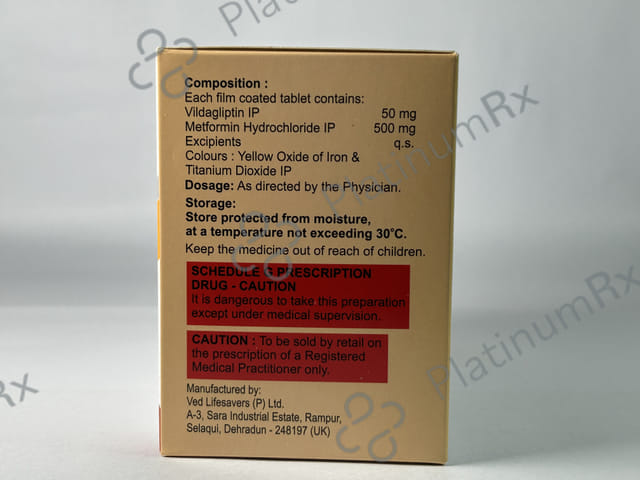 Composition :
Each film coated tablet contains:
Vildagliptin IP 50 mg
Metformin Hydrochloride IP 500 mg
Excipients q.s.
Colours : Yellow Oxide of Iron &
Titanium Dioxide IP
Dosage: As directed by the Physician.
Storage:
Store protected from moisture,
at a temperature not exceeding 30°C.
Keep the medicine out of reach of children.
SCHEDULE G PRESCRIPTION
DRUG - CAUTION
It is dangerous to take this preparation
except under medical supervision.
CAUTION : To be sold by retail on
the prescription of a Registered
Medical Practitioner only.
Manufactured by:
Ved Lifesavers (P) Ltd.
A-3, Sara Industrial Estate, Rampur,
Selaqui, Dehradun - 248197 (UK)
PlatinumRx
PlatinumRx
PlatinumRx
Rx
Rx